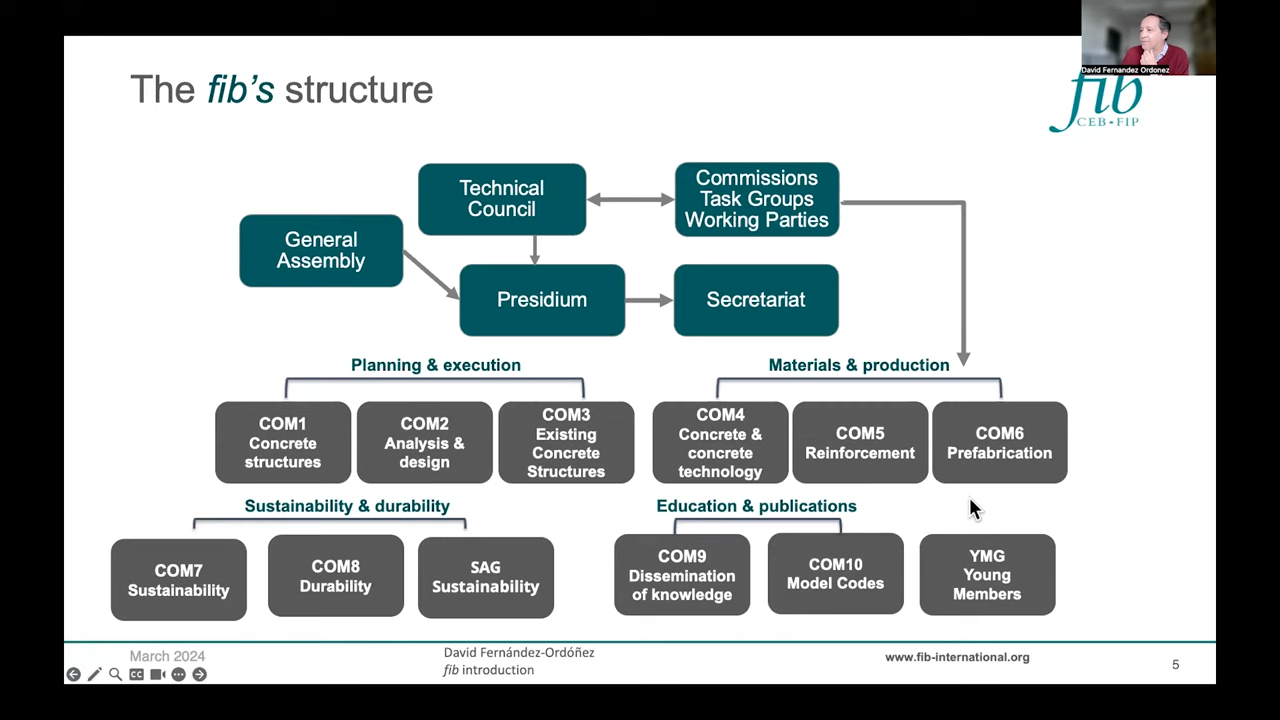 David Fernandez Ordonez
The fib's structure
fib
CEB•FIP
Technical
Council
Commissions
Task Groups
Working Parties
General
Assembly
Presidium
Secretariat
Planning & execution
Materials & production
COM1
Concrete
structures
COM2
Analysis &
design
COM3
Existing
Concrete
Structures
COM4
Concrete &
concrete
technology
COM5
Reinforcement
COM6
Prefabrication
Sustainability & durability
Education & publications
COM7
Sustainability
COM8
Durability
SAG
Sustainability
COM9
Dissemination
of knowledge
COM10
Model Codes
YMG
Young
Members
March 2024
David Fernández-Ordóñez
fib introduction
www.fib-international.org
5
CC